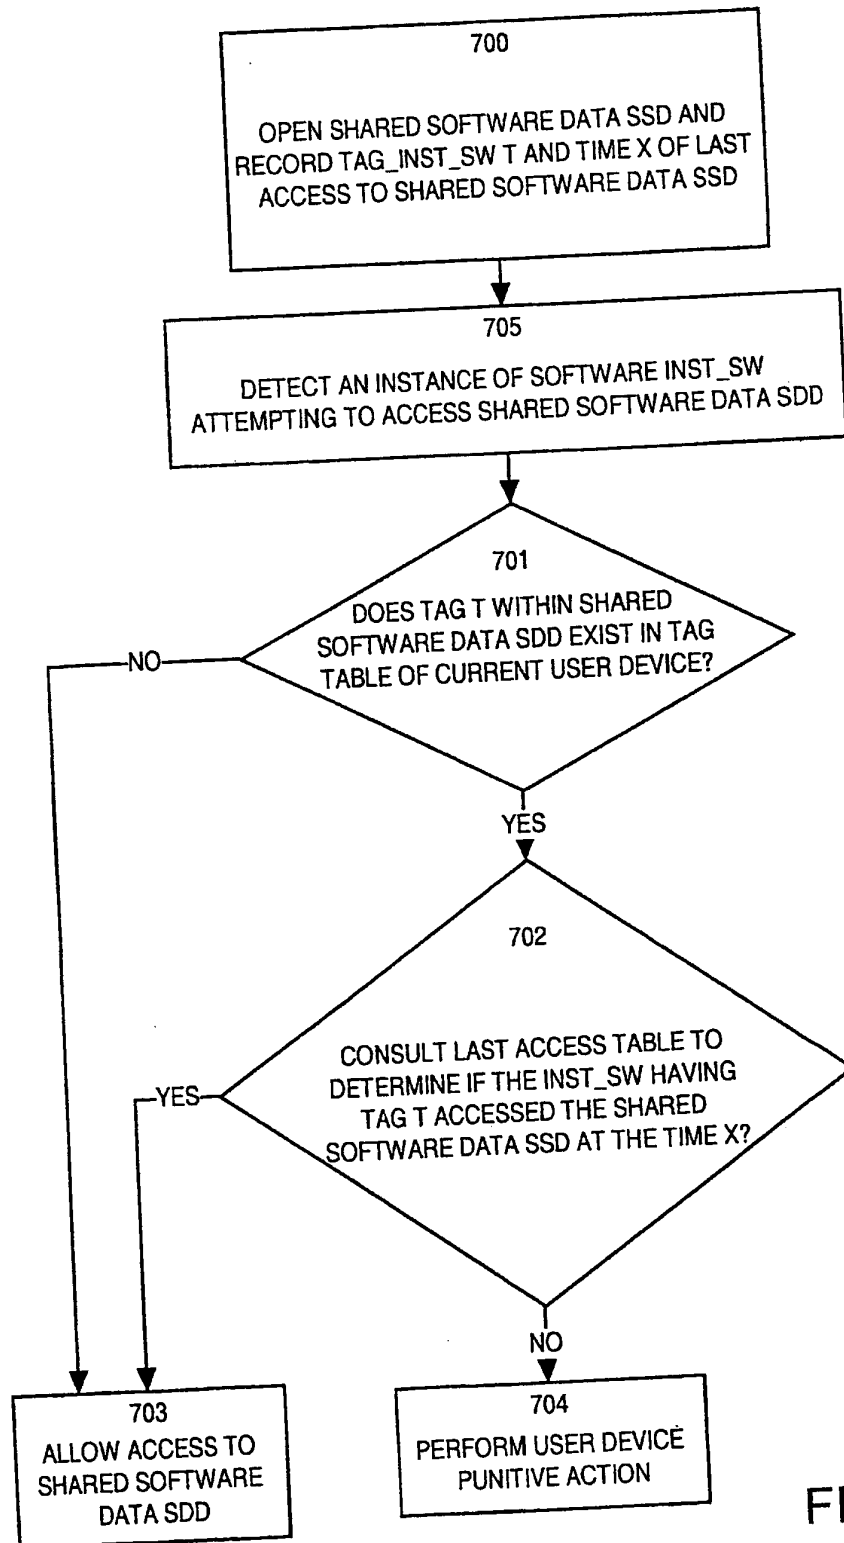 700
OPEN SHARED SOFTWARE DATA SSD AND
RECORD TAG_INST_SW T AND TIME X OF LAST
ACCESS TO SHARED SOFTWARE DATA SSD
705
DETECT AN INSTANCE OF SOFTWARE INST_SW
ATTEMPTING TO ACCESS SHARED SOFTWARE DATA SDD
701
DOES TAG T WITHIN SHARED
SOFTWARE DATA SDD EXIST IN TAG
TABLE OF CURRENT USER DEVICE?
NO
YES
702
CONSULT LAST ACCESS TABLE TO
DETERMINE IF THE INST_SW HAVING
TAG T ACCESSED THE SHARED
SOFTWARE DATA SSD AT THE TIME X?
YES
NO
703
ALLOW ACCESS TO
SHARED SOFTWARE
DATA SDD
704
PERFORM USER DEVICE
PUNITIVE ACTION